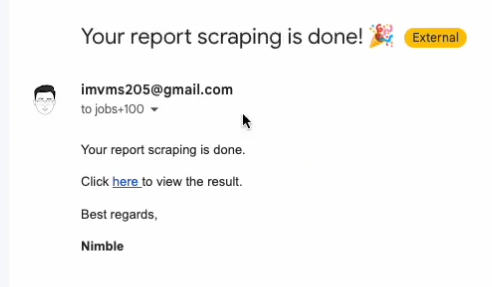 Your report scraping is done! 🎉 External
imvms205@gmail.com
to jobs+100
Your report scraping is done.
Click here to view the result.
Best regards,
Nimble